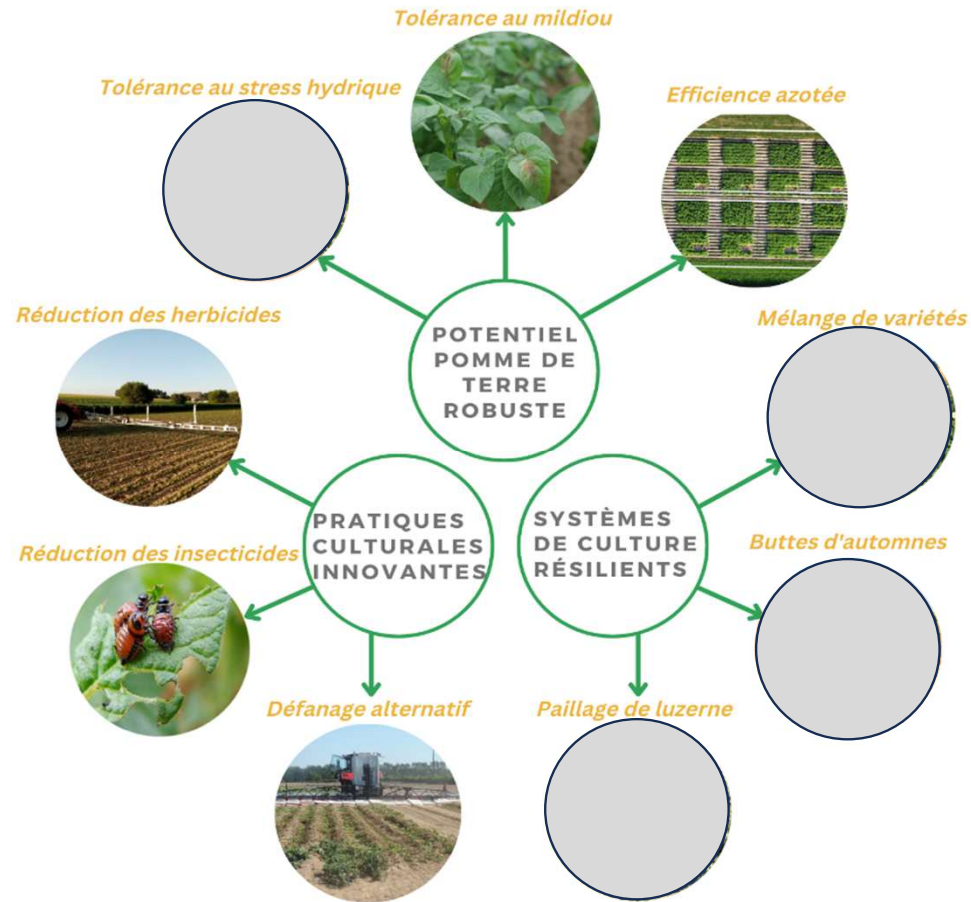 Tolérance au mildiou
Tolérance au stress hydrique
Efficience azotée
Réduction des herbicides
Mélange de variétés
POTENTIEL
POMME DE
TERRE
ROBUSTE
PRATIQUES
CULTURALES
INNOVANTES
SYSTÈMES
DE CULTURE
RÉSILIENTS
Réduction des insecticides
Buttes d'automnes
Défanage alternatif
Paillage de luzerne